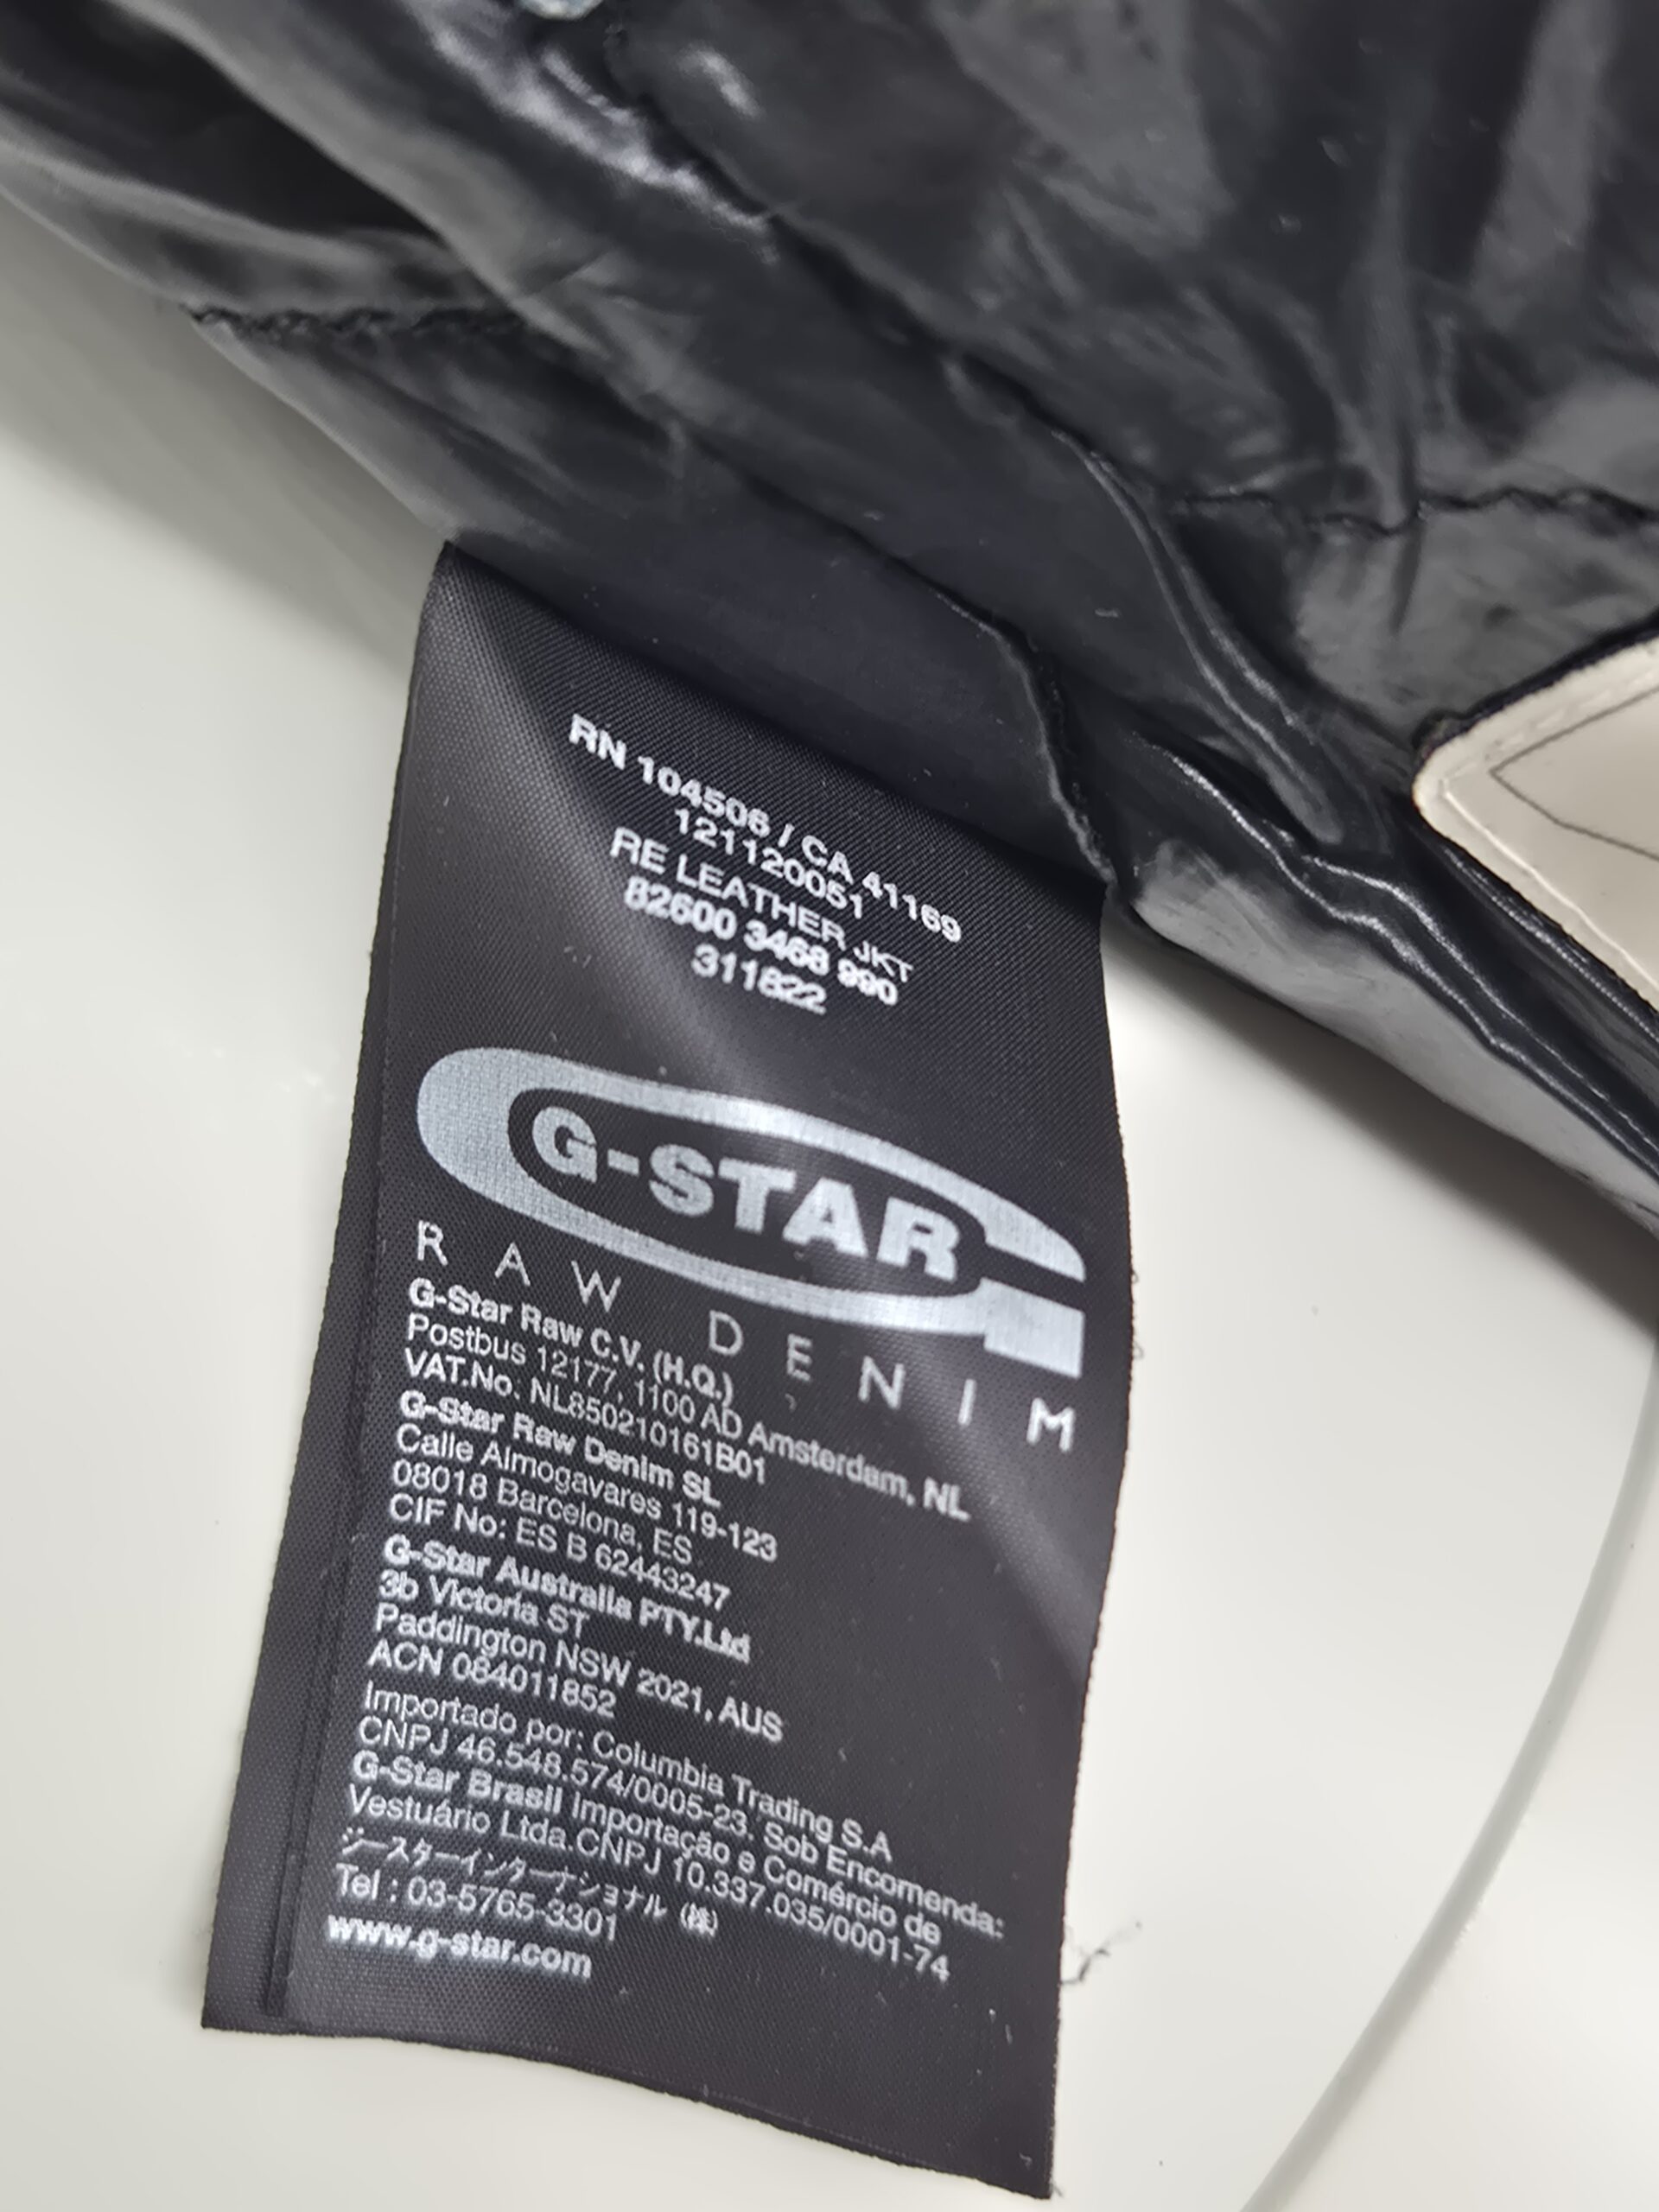 RN 104506 / CA 41169
121120051
RE LEATHER JKT
82600 3468 990
311822
G-STAR
RAW DENIM
G-Star Raw C.V. (H.Q.)
Postbus 12177, 1100 AD Amsterdam, NL
VAT.No. NL850210161B01
G-Star Raw Denim SL
Calle Almogavares 119-123
08018 Barcelona, ES
CIF No: ES B 62443247
G-Star Australia PTY.Ltd
3b Victoria ST
Paddington NSW 2021, AUS
ACN 084011852
Importado por: Columbia Trading S.A
CNPJ 46.548.574/0005-23. Sob Encomenda:
G-Star Brasil Importação e Comércio de
Vestuário Ltda.CNPJ 10.337.035/0001-74
ジースターインターナショナル (株)
Tel : 03-5765-3301
www.g-star.com